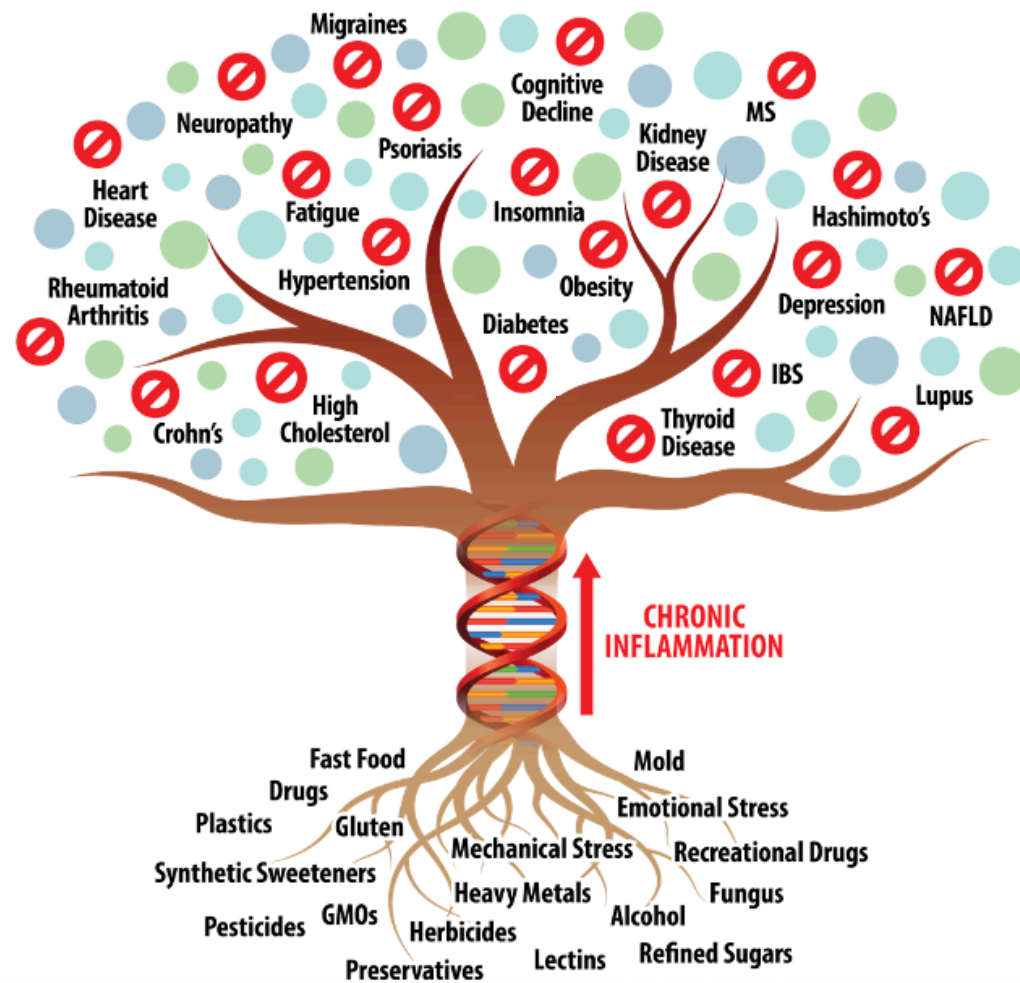 Migraines
Cognitive
Decline
MS
Neuropathy
Psoriasis
Kidney
Disease
Heart
Disease
Fatigue
Insomnia
Hashimoto's
Hypertension
Obesity
Rheumatoid
Arthritis
Depression
NAFLD
Diabetes
IBS
Lupus
High
Cholesterol
Crohn's
Thyroid
Disease
CHRONIC
INFLAMMATION
Fast Food
Mold
Drugs
Emotional Stress
Plastics
Gluten
Mechanical Stress
Recreational Drugs
Synthetic Sweeteners
Heavy Metals
Fungus
Pesticides
GMOs
Herbicides
Alcohol
Preservatives
Lectins
Refined Sugars